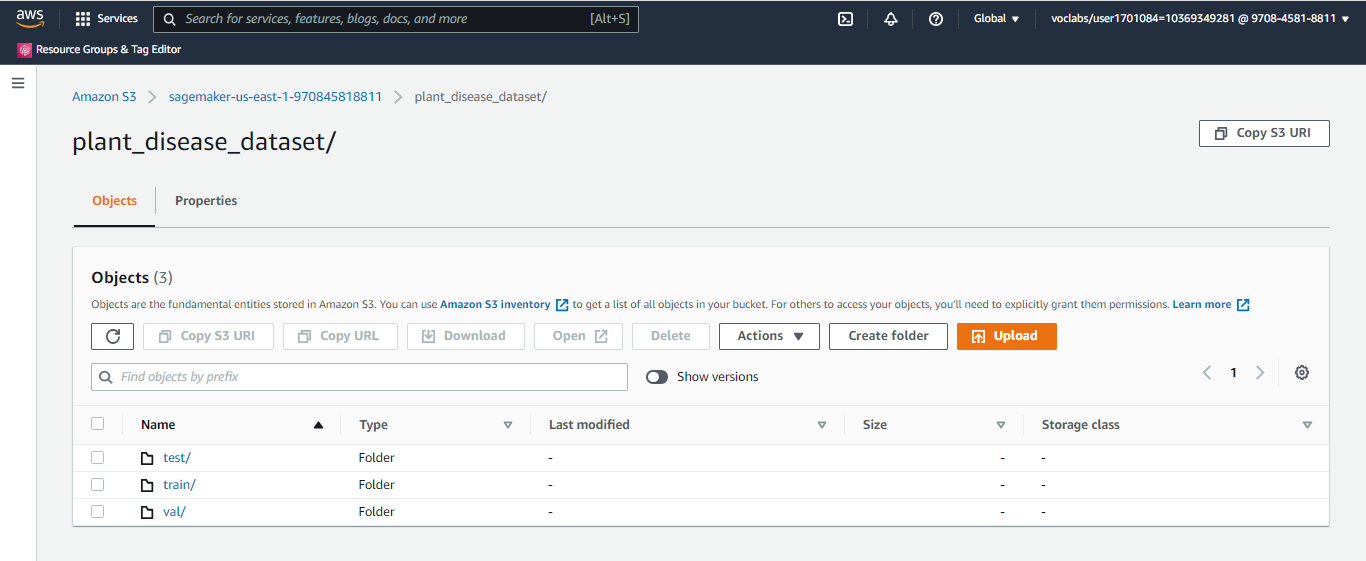 aws Services Search for services, features, blogs, docs, and more [Alt+S] Global voclabs/user1701084=10369349281 @ 9708-4581-8811
Resource Groups & Tag Editor
Amazon S3 sagemaker-us-east-1-970845818811 plant_disease_dataset/
plant_disease_dataset/ Copy S3 URI
Objects Properties
Objects (3)
Objects are the fundamental entities stored in Amazon S3. You can use Amazon S3 inventory to get a list of all objects in your bucket. For others to access your objects, you'll need to explicitly grant them permissions. Learn more
Copy S3 URI Copy URL Download Open Delete Actions Create folder Upload
Find objects by prefix Show versions 1
Name Type Last modified Size Storage class
test/ Folder - - -
train/ Folder - - -
val/ Folder - - -